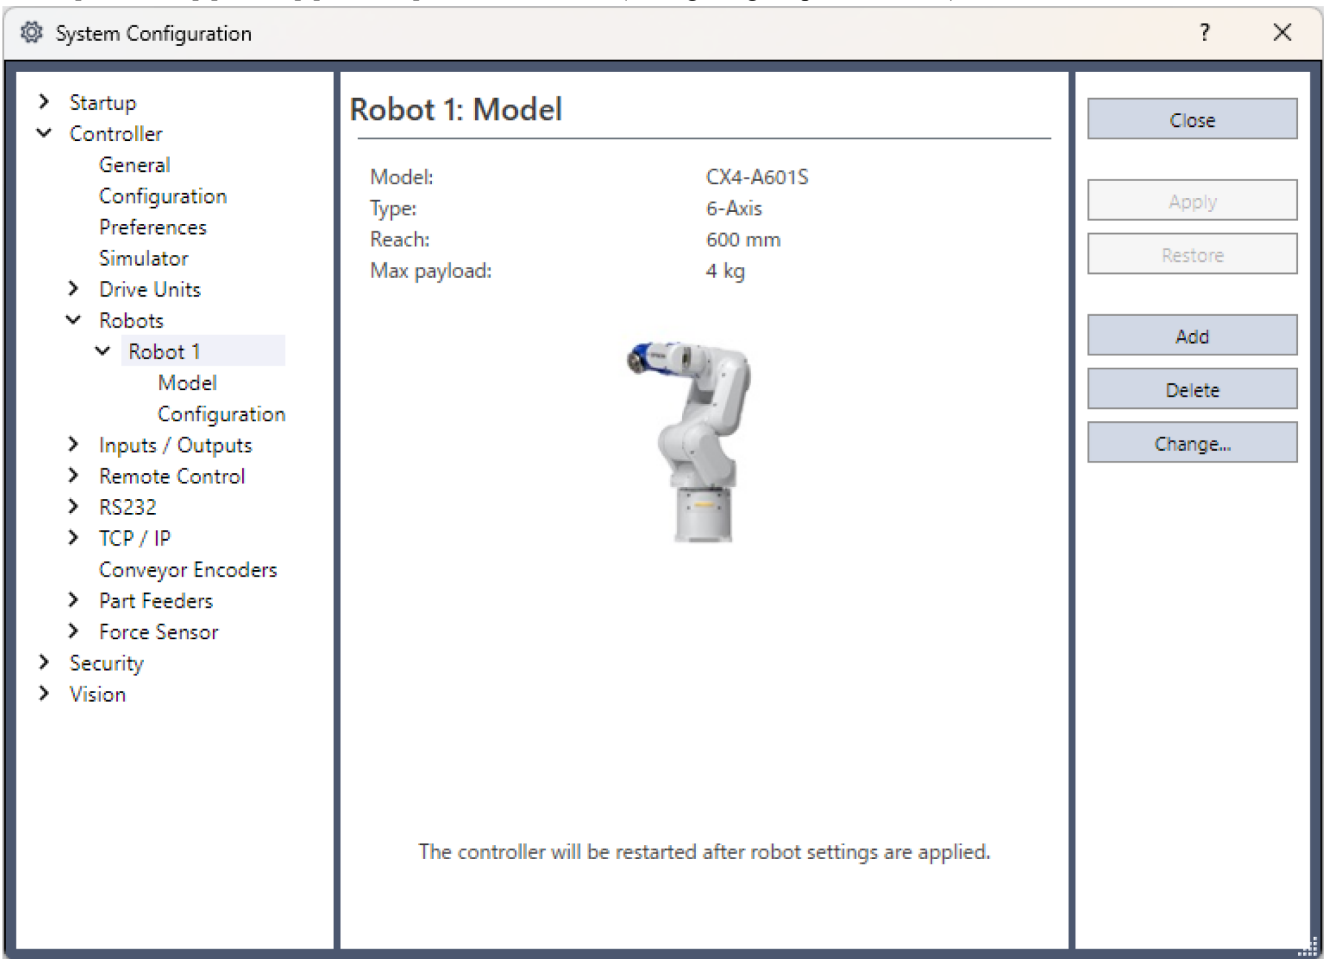 System Configuration
?
Startup
Controller
General
Configuration
Preferences
Simulator
Drive Units
Robots
Robot 1
Model
Configuration
Inputs / Outputs
Remote Control
RS232
TCP / IP
Conveyor Encoders
Part Feeders
Force Sensor
Security
Vision
Robot 1: Model
Model: CX4-A601S
Type: 6-Axis
Reach: 600 mm
Max payload: 4 kg
The controller will be restarted after robot settings are applied.
Close
Apply
Restore
Add
Delete
Change...